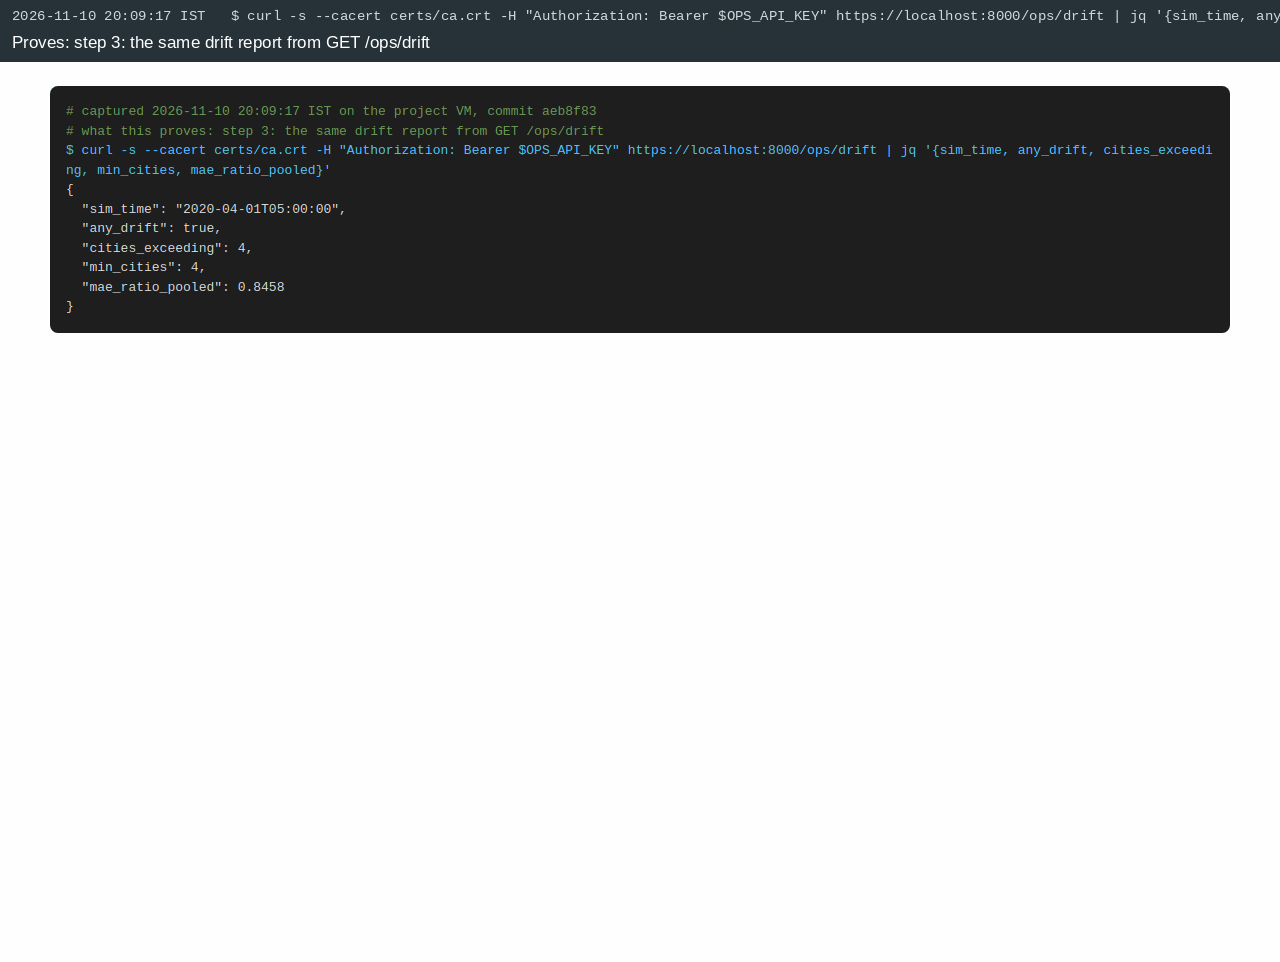 2026-11-10 20:09:17 IST   $ curl -s --cacert certs/ca.crt -H "Authorization: Bearer $OPS_API_KEY" https://localhost:8000/ops/drift | jq '{sim_time, any
Proves: step 3: the same drift report from GET /ops/drift
# captured 2026-11-10 20:09:17 IST on the project VM, commit aeb8f83
# what this proves: step 3: the same drift report from GET /ops/drift
$ curl -s --cacert certs/ca.crt -H "Authorization: Bearer $OPS_API_KEY" https://localhost:8000/ops/drift | jq '{sim_time, any_drift, cities_exceedi
ng, min_cities, mae_ratio_pooled}'
{
  "sim_time": "2020-04-01T05:00:00",
  "any_drift": true,
  "cities_exceeding": 4,
  "min_cities": 4,
  "mae_ratio_pooled": 0.8458
}